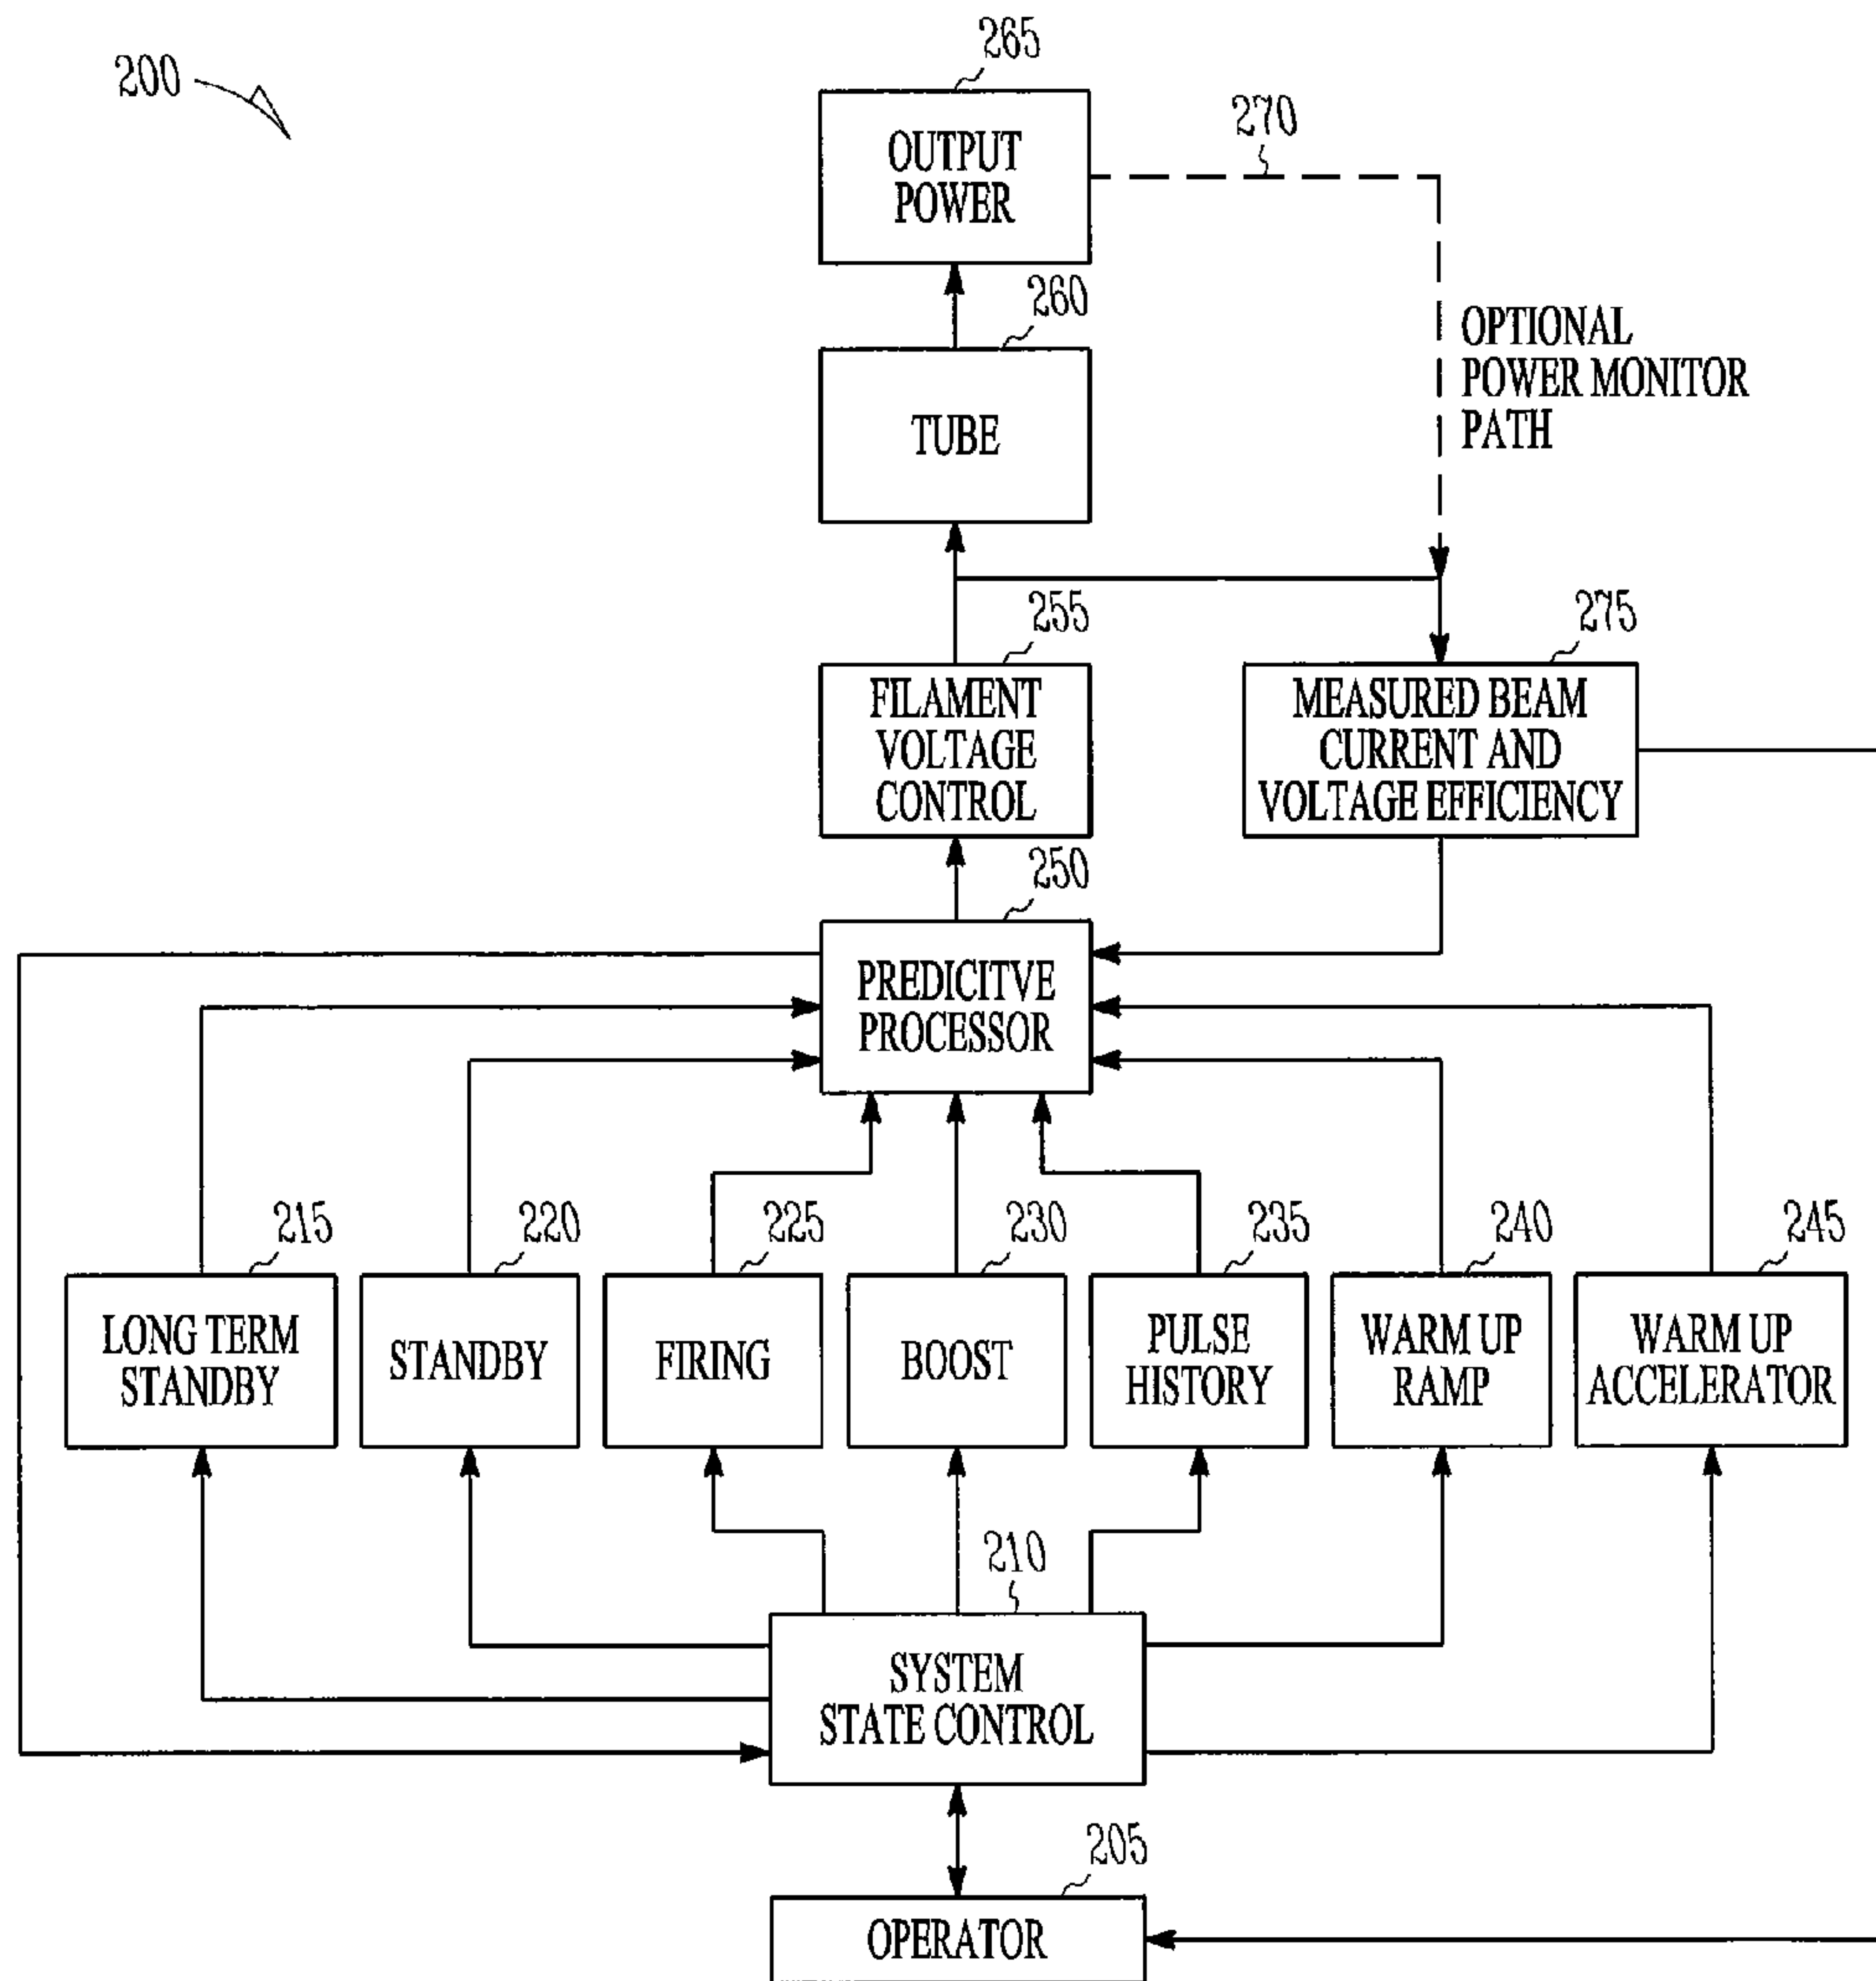 200
265
OUTPUT
POWER
270
260
TUBE
OPTIONAL
POWER MONITOR
PATH
255
FILAMENT
VOLTAGE
CONTROL
275
MEASURED BEAM
CURRENT AND
VOLTAGE EFFICIENCY
250
PREDICITVE
PROCESSOR
215
LONG TERM
STANDBY
220
STANDBY
225
FIRING
230
BOOST
235
PULSE
HISTORY
240
WARM UP
RAMP
245
WARM UP
ACCELERATOR
210
SYSTEM
STATE CONTROL
205
OPERATOR